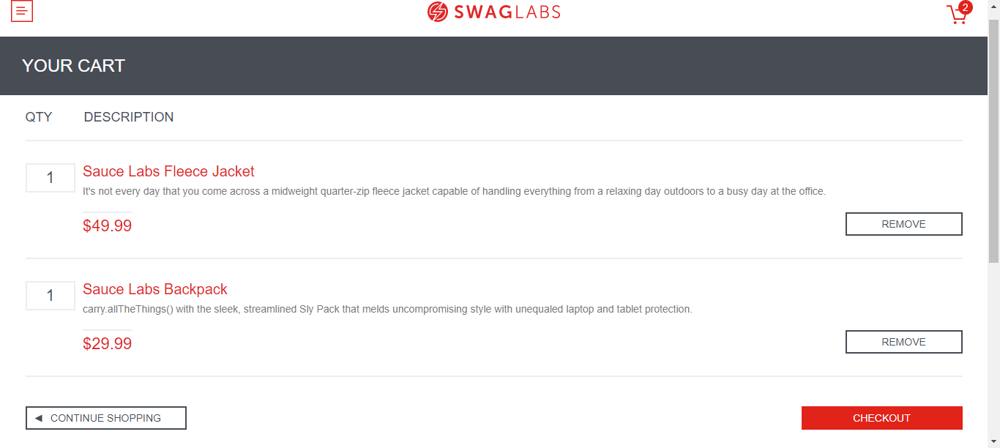 SWAGLABS
2
YOUR CART
QTY DESCRIPTION
1 Sauce Labs Fleece Jacket
It's not every day that you come across a midweight quarter-zip fleece jacket capable of handling everything from a relaxing day outdoors to a busy day at the office.
$49.99 REMOVE
1 Sauce Labs Backpack
carry.allTheThings() with the sleek, streamlined Sly Pack that melds uncompromising style with unequaled laptop and tablet protection.
$29.99 REMOVE
CONTINUE SHOPPING CHECKOUT